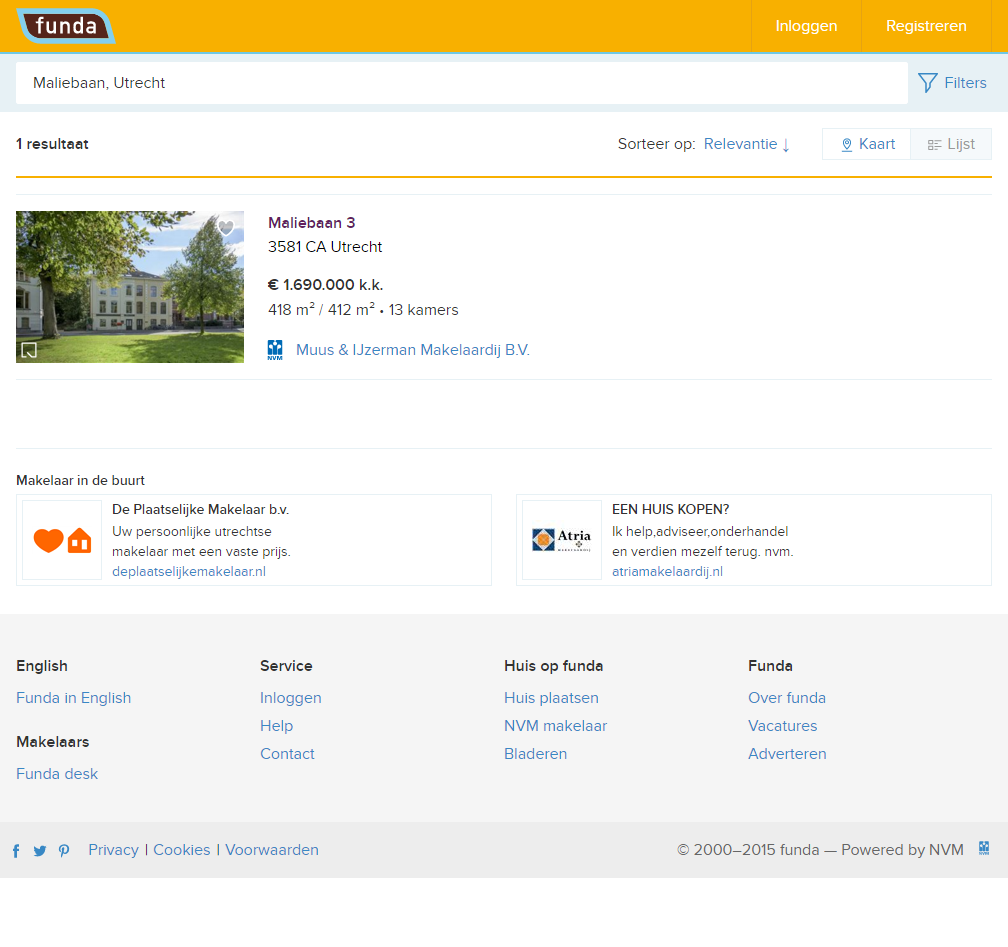 funda
Inloggen
Registreren
Maliebaan, Utrecht
Filters
1 resultaat
Sorteer op: Relevantie ↓
Kaart
Lijst
Maliebaan 3
3581 CA Utrecht
€ 1.690.000 k.k.
418 m² / 412 m² • 13 kamers
NVM
Muus & IJzerman Makelaardij B.V.
Makelaar in de buurt
De Plaatselijke Makelaar b.v.
Uw persoonlijke utrechtse
makelaar met een vaste prijs.
deplaatselijkemakelaar.nl
Atria
MAKELAARDIJ
EEN HUIS KOPEN?
Ik help,adviseer,onderhandel
en verdien mezelf terug. nvm.
atriamakelaardij.nl
English
Funda in English
Makelaars
Funda desk
Service
Inloggen
Help
Contact
Huis op funda
Huis plaatsen
NVM makelaar
Bladeren
Funda
Over funda
Vacatures
Adverteren
Privacy | Cookies | Voorwaarden
© 2000–2015 funda — Powered by NVM
NVM